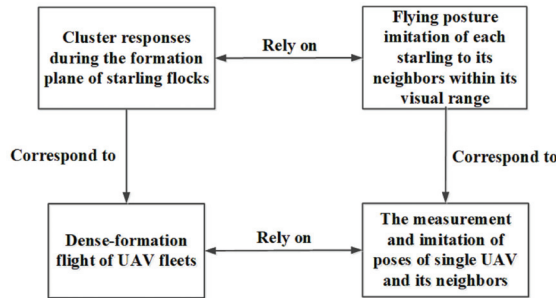 Cluster responses
during the formation
plane of starling flocks
Rely on
Flying posture
imitation of each
starling to its
neighbors within its
visual range
Correspond to
Correspond to
Dense-formation
flight of UAV fleets
Rely on
The measurement
and imitation of
poses of single UAV
and its neighbors